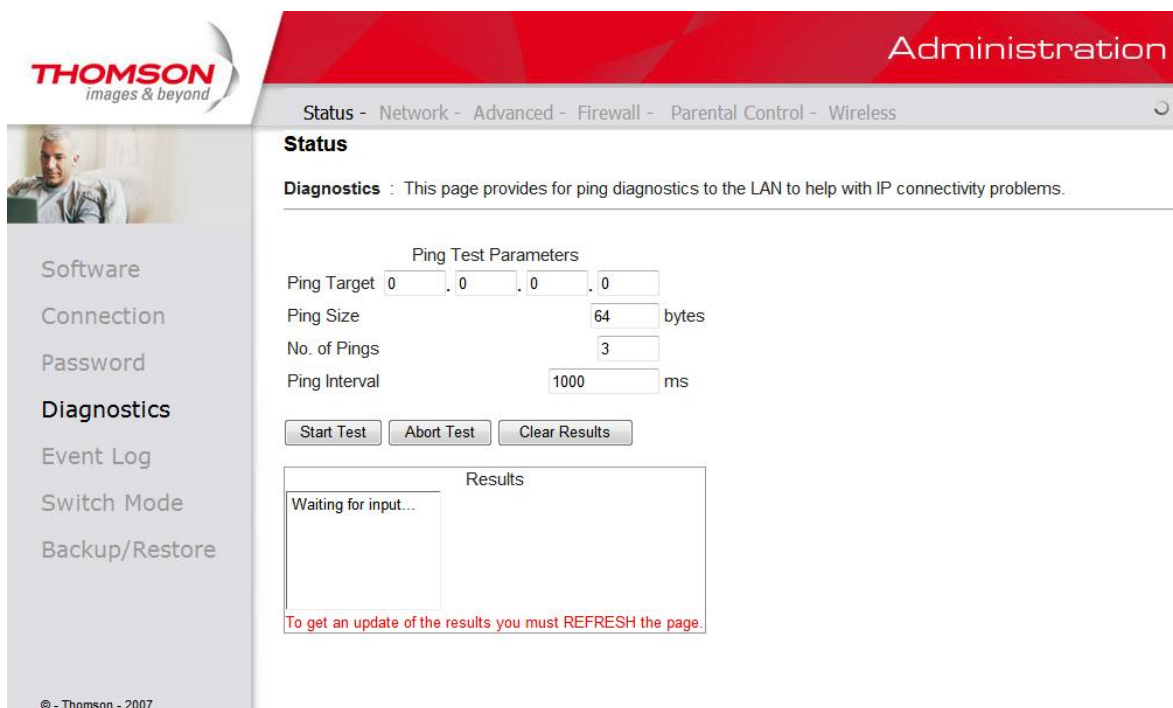 Administration
THOMSON
images & beyond
Status - Network - Advanced - Firewall - Parental Control - Wireless
Status
Diagnostics : This page provides for ping diagnostics to the LAN to help with IP connectivity problems.
Software
Connection
Password
Diagnostics
Event Log
Switch Mode
Backup/Restore
Ping Test Parameters
Ping Target 0 . 0 . 0 . 0
Ping Size 64 bytes
No. of Pings 3
Ping Interval 1000 ms
Start Test Abort Test Clear Results
Results
Waiting for input...
To get an update of the results you must REFRESH the page.
© - Thomson - 2007